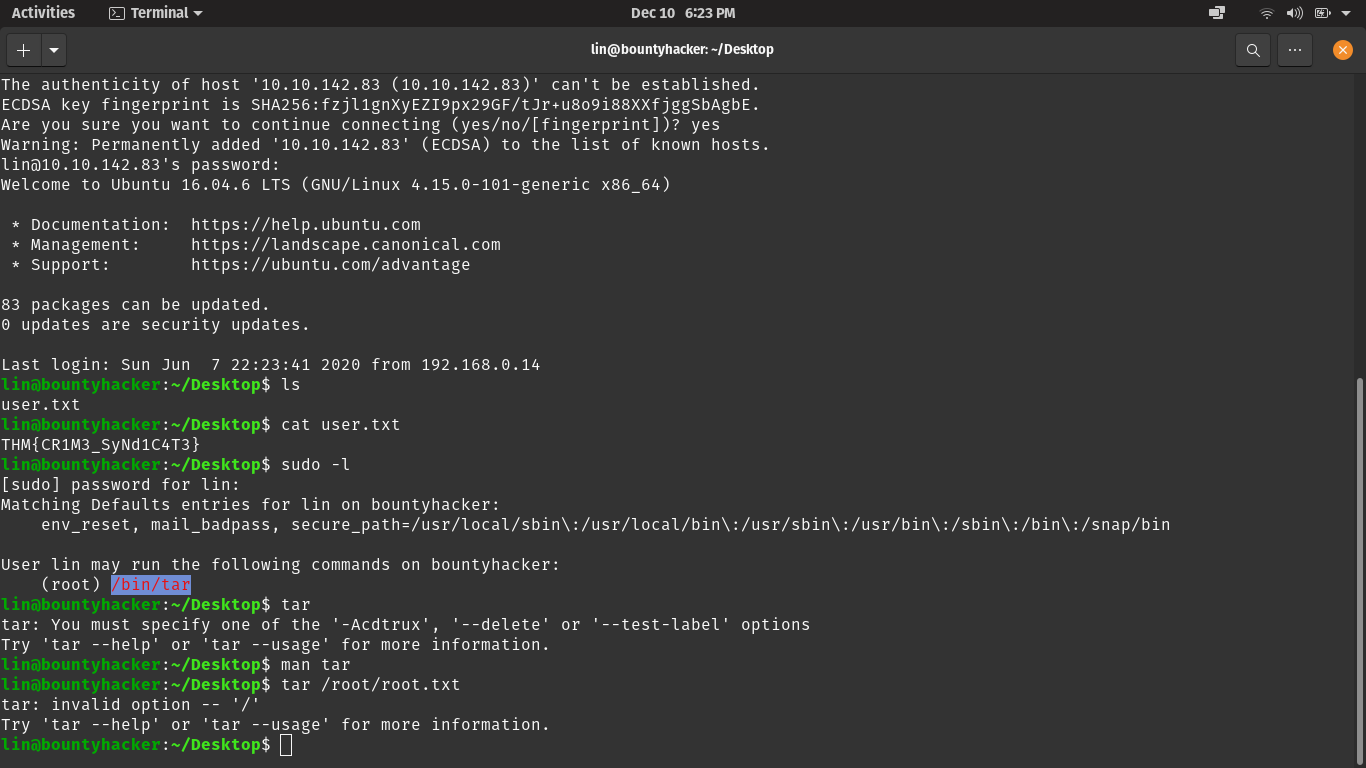 Activities Terminal Dec 10 6:23 PM
lin@bountyhacker: ~/Desktop
The authenticity of host '10.10.142.83 (10.10.142.83)' can't be established.
ECDSA key fingerprint is SHA256:fzjl1gnXyEZI9px29GF/tJr+u8o9i88XXfjggSbAgbE.
Are you sure you want to continue connecting (yes/no/[fingerprint])? yes
Warning: Permanently added '10.10.142.83' (ECDSA) to the list of known hosts.
lin@10.10.142.83's password:
Welcome to Ubuntu 16.04.6 LTS (GNU/Linux 4.15.0-101-generic x86_64)
* Documentation:  https://help.ubuntu.com
* Management:     https://landscape.canonical.com
* Support:        https://ubuntu.com/advantage
83 packages can be updated.
0 updates are security updates.
Last login: Sun Jun  7 22:23:41 2020 from 192.168.0.14
lin@bountyhacker:~/Desktop$ ls
user.txt
lin@bountyhacker:~/Desktop$ cat user.txt
THM{CR1M3_SyNd1C4T3}
lin@bountyhacker:~/Desktop$ sudo -l
[sudo] password for lin:
Matching Defaults entries for lin on bountyhacker:
    env_reset, mail_badpass, secure_path=/usr/local/sbin\:/usr/local/bin\:/usr/sbin\:/usr/bin\:/sbin\:/bin\:/snap/bin
User lin may run the following commands on bountyhacker:
    (root) /bin/tar
lin@bountyhacker:~/Desktop$ tar
tar: You must specify one of the '-Acdtrux', '--delete' or '--test-label' options
Try 'tar --help' or 'tar --usage' for more information.
lin@bountyhacker:~/Desktop$ man tar
lin@bountyhacker:~/Desktop$ tar /root/root.txt
tar: invalid option -- '/'
Try 'tar --help' or 'tar --usage' for more information.
lin@bountyhacker:~/Desktop$